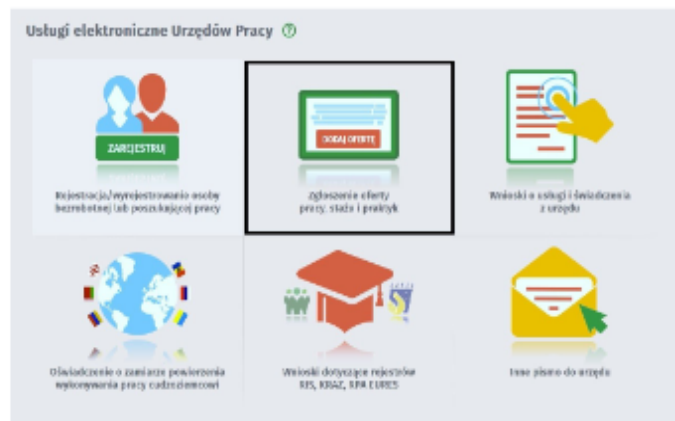 Usługi elektroniczne Urzędów Pracy ?
ZAREJESTRUJ
DODAJ OFERTĘ
Rejestracja/wyrejestrowanie osoby
bezrobotnej lub poszukującej pracy
Zgłoszenie oferty
pracy, stażu i praktyk
Wnioski o usługi i świadczenia
z urzędu
Oświadczenie o zamiarze powierzenia
wykonywania pracy cudzoziemcowi
Wnioski dotyczące rejestrów
RIS, KRAZ, RPA EURES
Inne pismo do urzędu